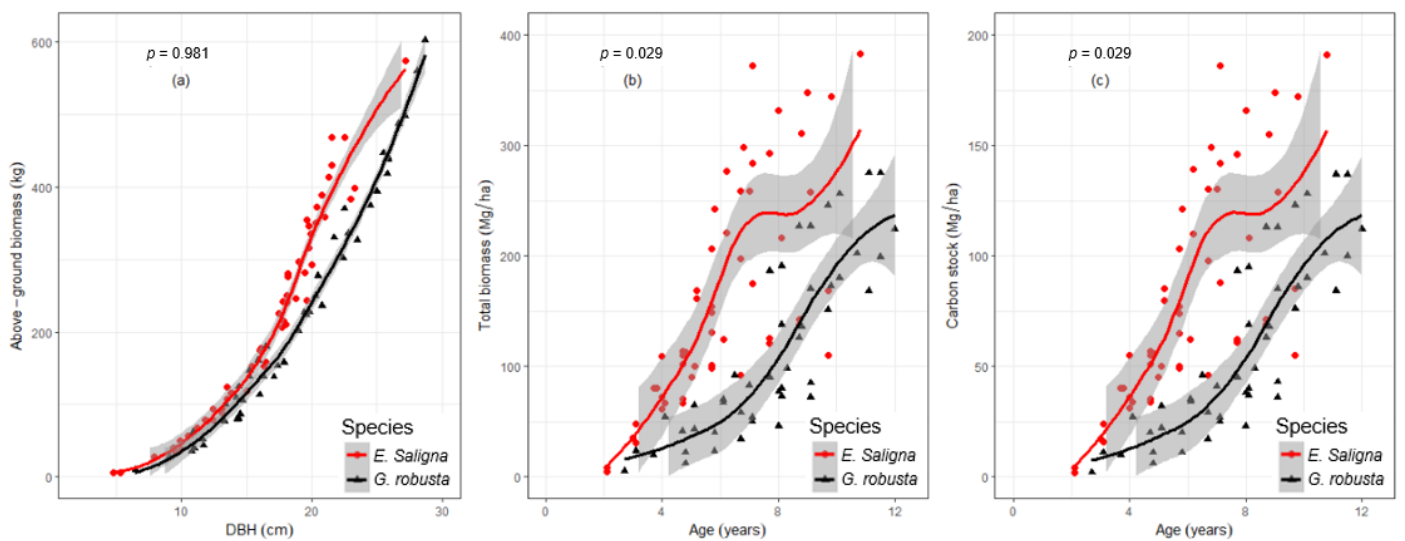 p = 0.981
(a)
600
400
200
0
Above-ground biomass (kg)
10
20
30
DBH (cm)
Species
E. Saligna
G. robusta
p = 0.029
(b)
400
300
200
100
0
Total biomass (Mg/ha)
0
4
8
12
Age (years)
Species
E. Saligna
G. robusta
p = 0.029
(c)
200
150
100
50
0
Carbon stock (Mg/ha)
0
4
8
12
Age (years)
Species
E. Saligna
G. robusta